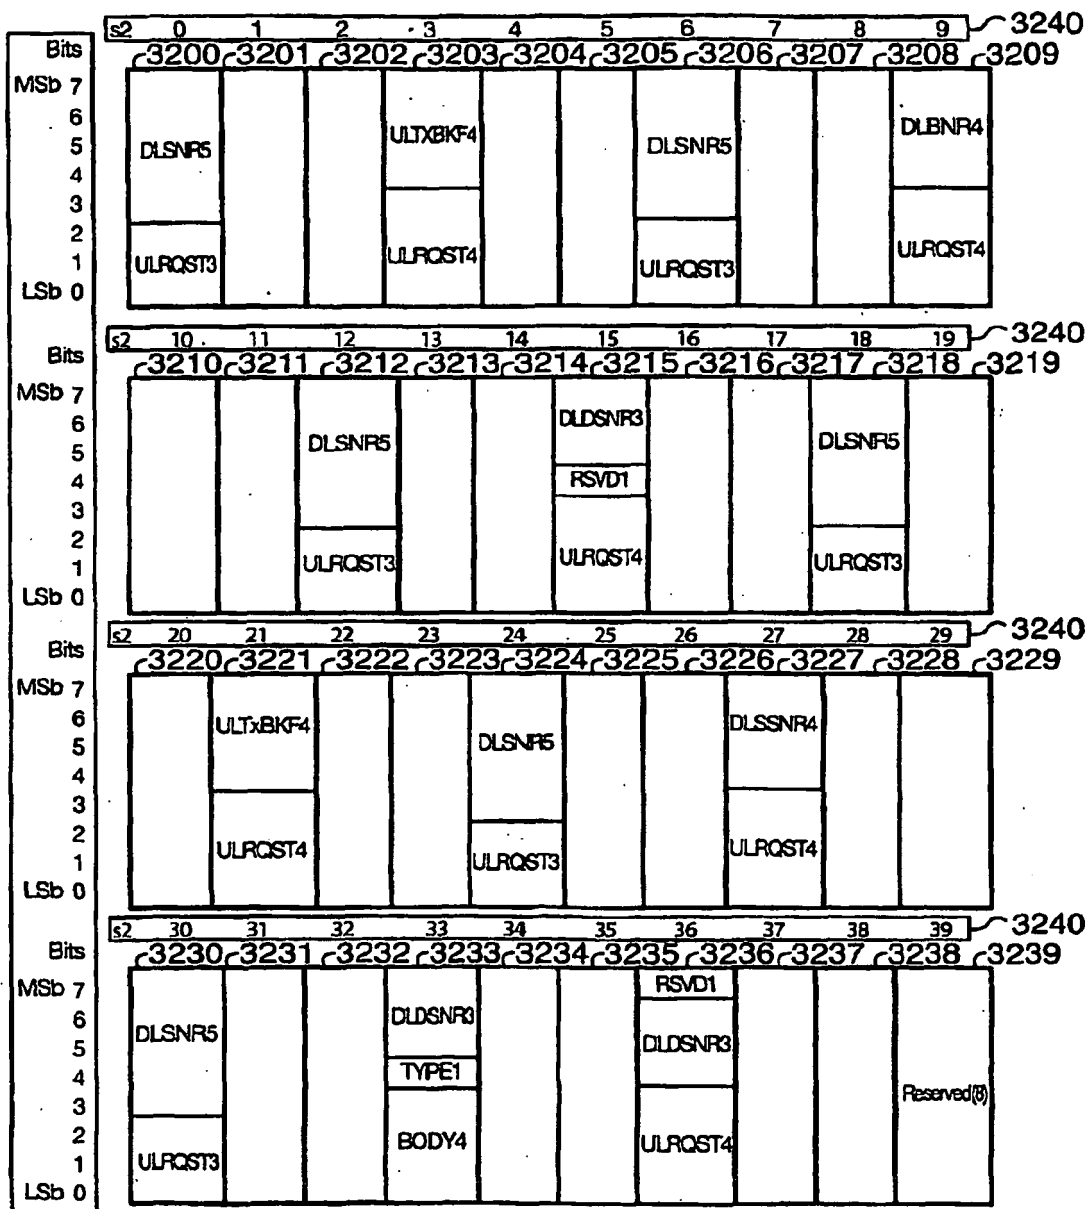 s2 0 1 2 3 4 5 6 7 8 9 3240
Bits 3200 3201 3202 3203 3204 3205 3206 3207 3208 3209
MSb 7
6
5
4
3
2
1
LSb 0
DLSNR5 ULTXBKF4 DLSNR5 DLBNR4
ULRQST3 ULRQST4 ULRQST3 ULRQST4
s2 10 11 12 13 14 15 16 17 18 19 3240
Bits 3210 3211 3212 3213 3214 3215 3216 3217 3218 3219
MSb 7
6
5
4
3
2
1
LSb 0
DLSNR5 DLDSNR3 DLSNR5
RSVD1
ULRQST3 ULRQST4 ULRQST3
s2 20 21 22 23 24 25 26 27 28 29 3240
Bits 3220 3221 3222 3223 3224 3225 3226 3227 3228 3229
MSb 7
6
5
4
3
2
1
LSb 0
ULTxBKF4 DLSNR5 DLSSNR4
ULRQST4 ULRQST3 ULRQST4
s2 30 31 32 33 34 35 36 37 38 39 3240
Bits 3230 3231 3232 3233 3234 3235 3236 3237 3238 3239
MSb 7
6
5
4
3
2
1
LSb 0
DLSNR5 DLDSNR3 RSVD1
TYPE1 DLDSNR3 Reserved(8)
ULRQST3 BODY4 ULRQST4